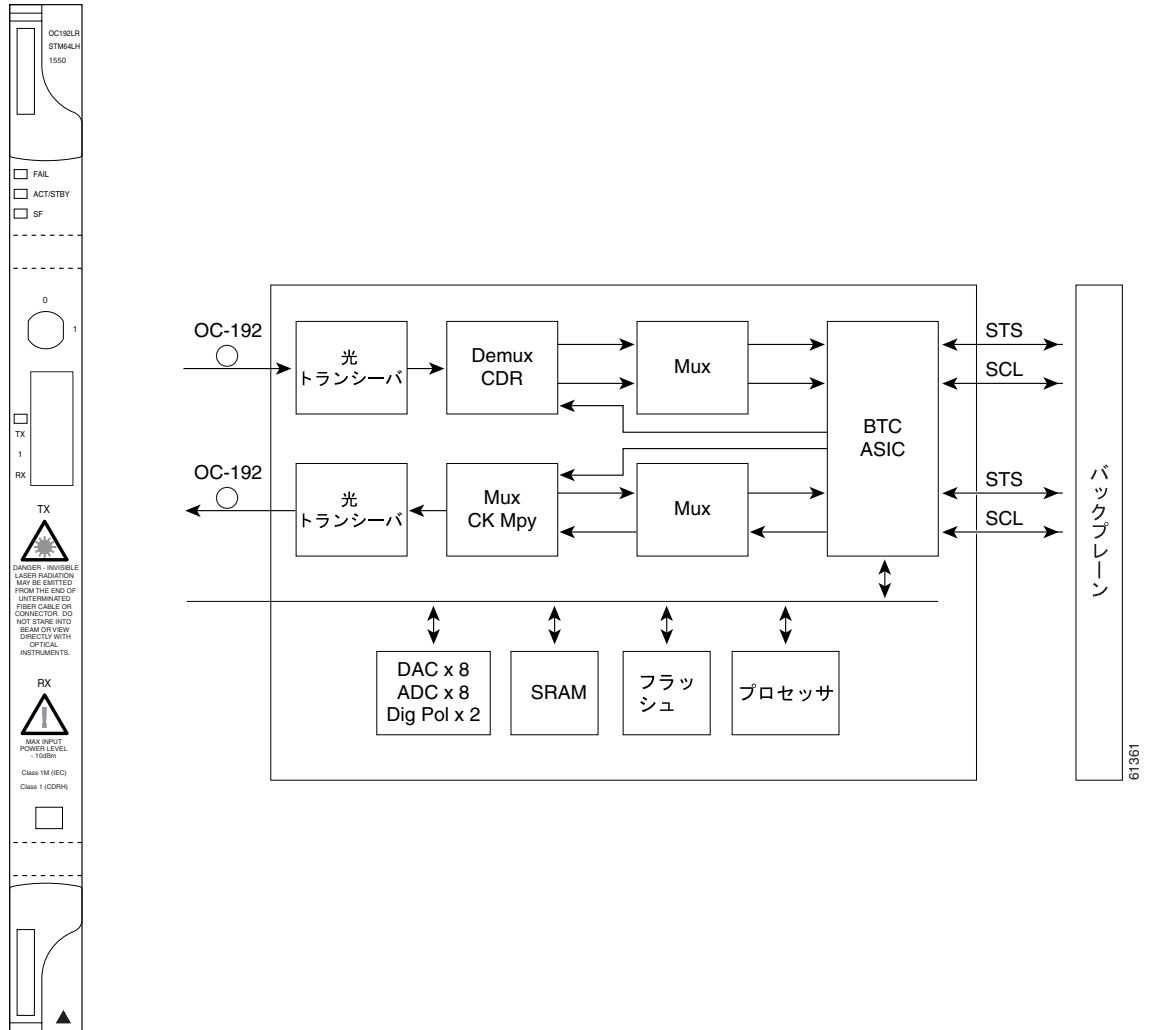 OC192LR
STM64LH
1550
FAIL
ACT/STBY
SF
0
1
TX
1
RX
TX
DANGER - INVISIBLE
LASER RADIATION
MAY BE EMITTED
FROM THE END OF
UNTERMINATED
FIBER CABLE OR
CONNECTOR. DO
NOT STARE INTO
BEAM OR VIEW
DIRECTLY WITH
OPTICAL
INSTRUMENTS.
RX
MAX INPUT
POWER LEVEL
- 10dBm
Class 1M (IEC)
Class 1 (CDRH)
OC-192
光
トランシーバ
Demux
CDR
Mux
BTC
ASIC
STS
SCL
OC-192
光
トランシーバ
Mux
CK Mpy
Mux
STS
SCL
バックプレーン
DAC x 8
ADC x 8
Dig Pol x 2
SRAM
フラッ
シュ
プロセッサ
61361